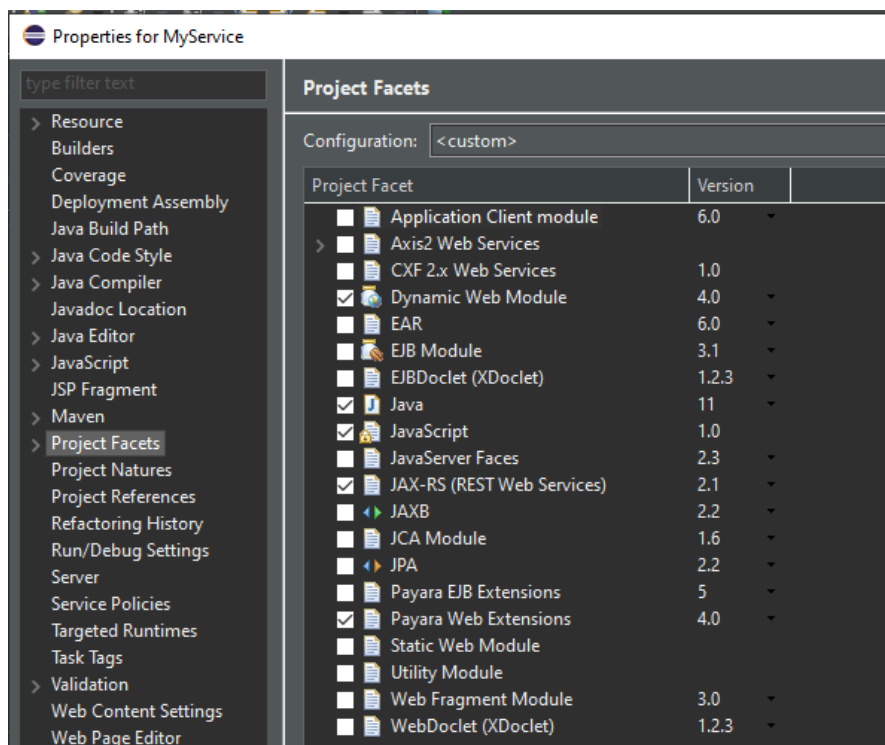 Properties for MyService
type filter text
Resource
Builders
Coverage
Deployment Assembly
Java Build Path
Java Code Style
Java Compiler
Javadoc Location
Java Editor
JavaScript
JSP Fragment
Maven
Project Facets
Project Natures
Project References
Refactoring History
Run/Debug Settings
Server
Service Policies
Targeted Runtimes
Task Tags
Validation
Web Content Settings
Web Page Editor
Project Facets
Configuration: <custom>
Project Facet Version
Application Client module 6.0
Axis2 Web Services
CXF 2.x Web Services 1.0
Dynamic Web Module 4.0
EAR 6.0
EJB Module 3.1
EJBDoclet (XDoclet) 1.2.3
Java 11
JavaScript 1.0
JavaServer Faces 2.3
JAX-RS (REST Web Services) 2.1
JAXB 2.2
JCA Module 1.6
JPA 2.2
Payara EJB Extensions 5
Payara Web Extensions 4.0
Static Web Module
Utility Module
Web Fragment Module 3.0
WebDoclet (XDoclet) 1.2.3